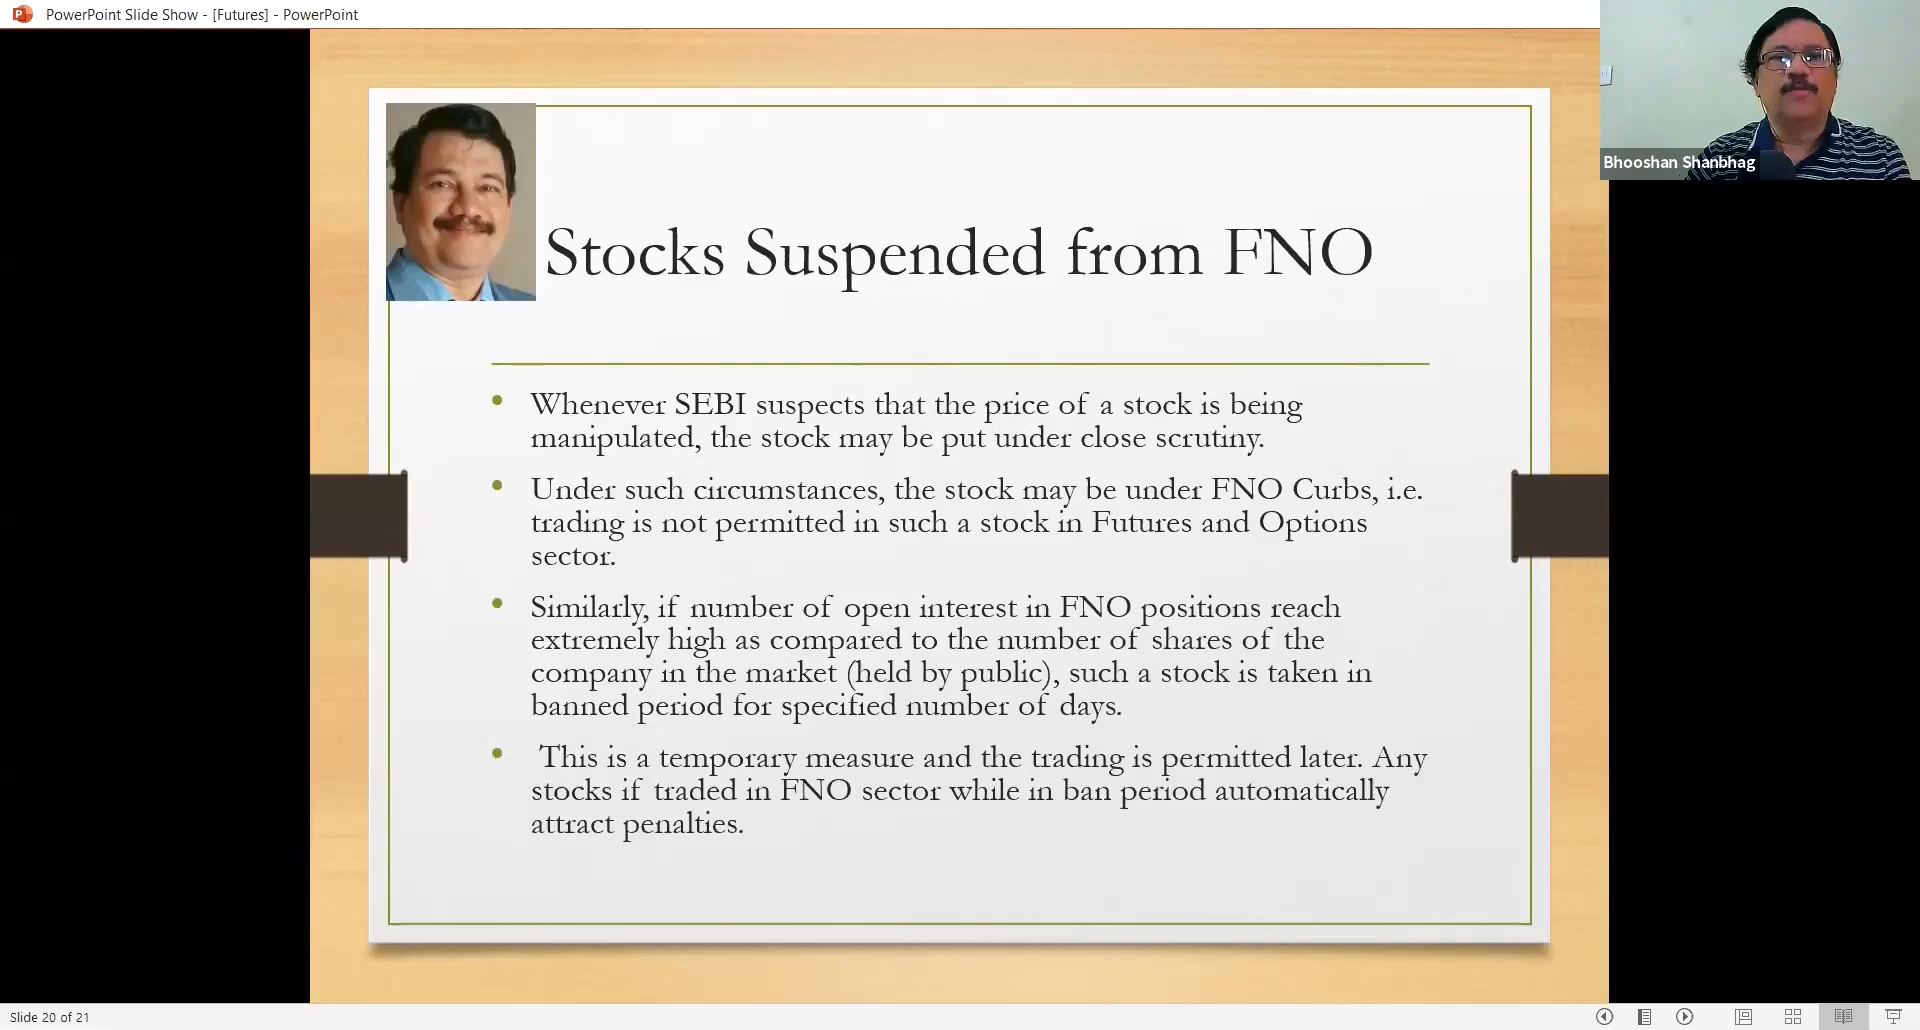 PowerPoint Slide Show - [Futures] - PowerPoint
Bhooshan Shanbhag
Stocks Suspended from FNO
• Whenever SEBI suspects that the price of a stock is being
manipulated, the stock may be put under close scrutiny.
• Under such circumstances, the stock may be under FNO Curbs, i.e.
trading is not permitted in such a stock in Futures and Options
sector.
• Similarly, if number of open interest in FNO positions reach
extremely high as compared to the number of shares of the
company in the market (held by public), such a stock is taken in
banned period for specified number of days.
• This is a temporary measure and the trading is permitted later. Any
stocks if traded in FNO sector while in ban period automatically
attract penalties.
Slide 20 of 21